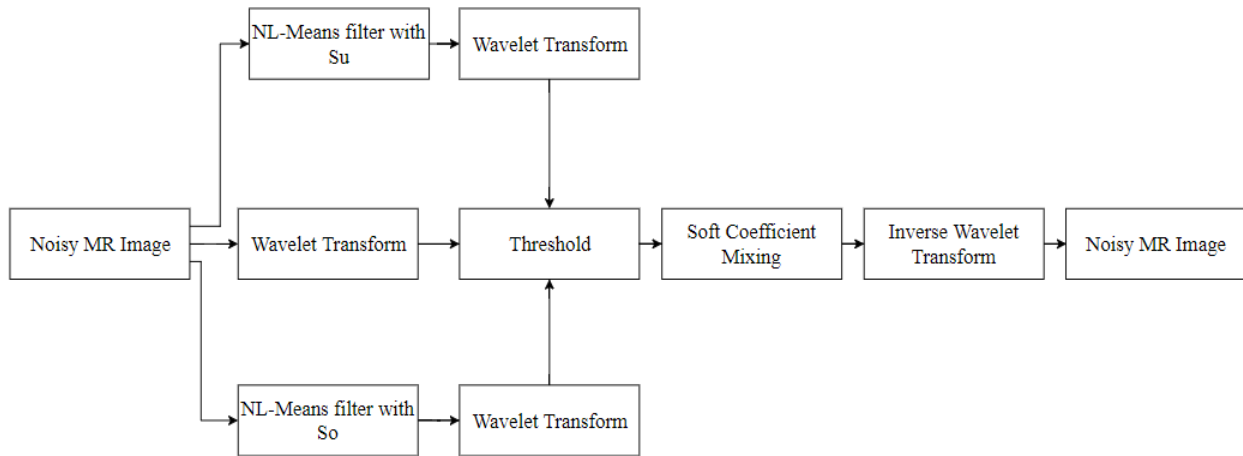 NL-Means filter with
Su
Wavelet Transform
Noisy MR Image
Wavelet Transform
Threshold
Soft Coefficient
Mixing
Inverse Wavelet
Transform
Noisy MR Image
NL-Means filter with
So
Wavelet Transform